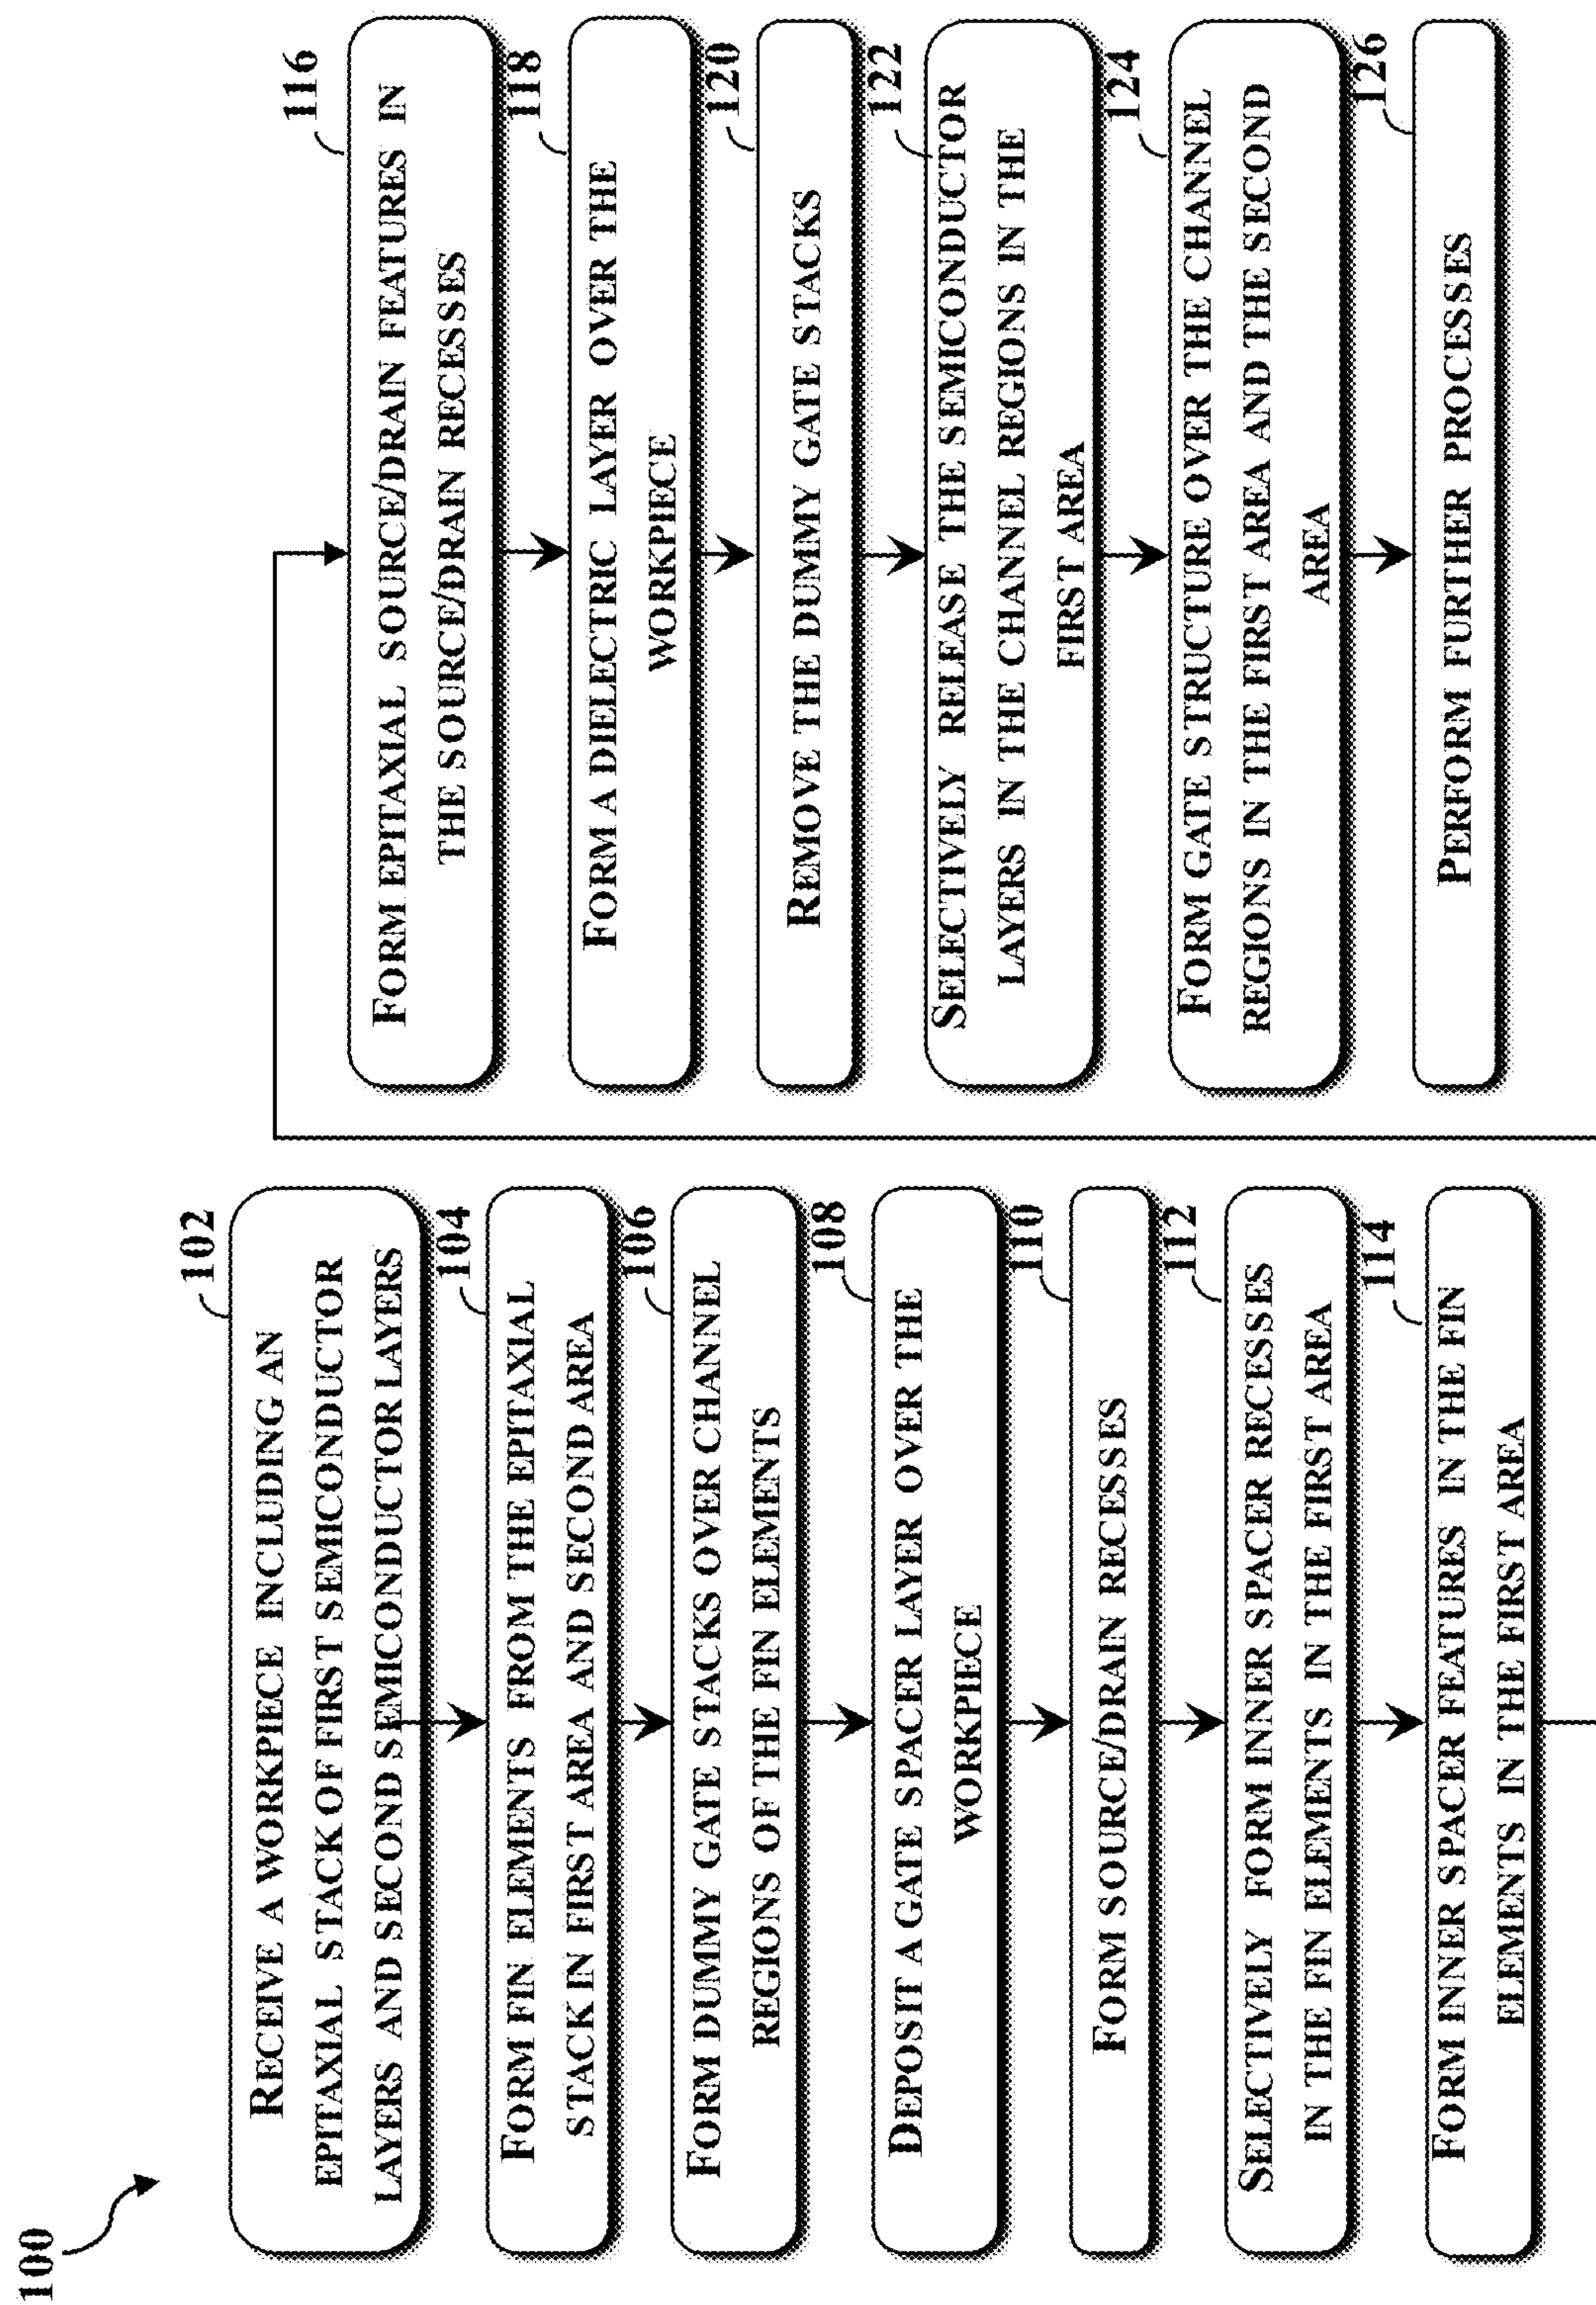 100
102
RECEIVE A WORKPIECE INCLUDING AN
EPITAXIAL STACK OF FIRST SEMICONDUCTOR
LAYERS AND SECOND SEMICONDUCTOR LAYERS
104
FORM FIN ELEMENTS FROM THE EPITAXIAL
STACK IN FIRST AREA AND SECOND AREA
106
FORM DUMMY GATE STACKS OVER CHANNEL
REGIONS OF THE FIN ELEMENTS
108
DEPOSIT A GATE SPACER LAYER OVER THE
WORKPIECE
110
FORM SOURCE/DRAIN RECESSES
112
SELECTIVELY FORM INNER SPACER RECESSES
IN THE FIN ELEMENTS IN THE FIRST AREA
114
FORM INNER SPACER FEATURES IN THE FIN
ELEMENTS IN THE FIRST AREA
116
FORM EPITAXIAL SOURCE/DRAIN FEATURES IN
THE SOURCE/DRAIN RECESSES
118
FORM A DIELECTRIC LAYER OVER THE
WORKPIECE
120
REMOVE THE DUMMY GATE STACKS
122
SELECTIVELY RELEASE THE SEMICONDUCTOR
LAYERS IN THE CHANNEL REGIONS IN THE
FIRST AREA
124
FORM GATE STRUCTURE OVER THE CHANNEL
REGIONS IN THE FIRST AREA AND THE SECOND
AREA
126
PERFORM FURTHER PROCESSES